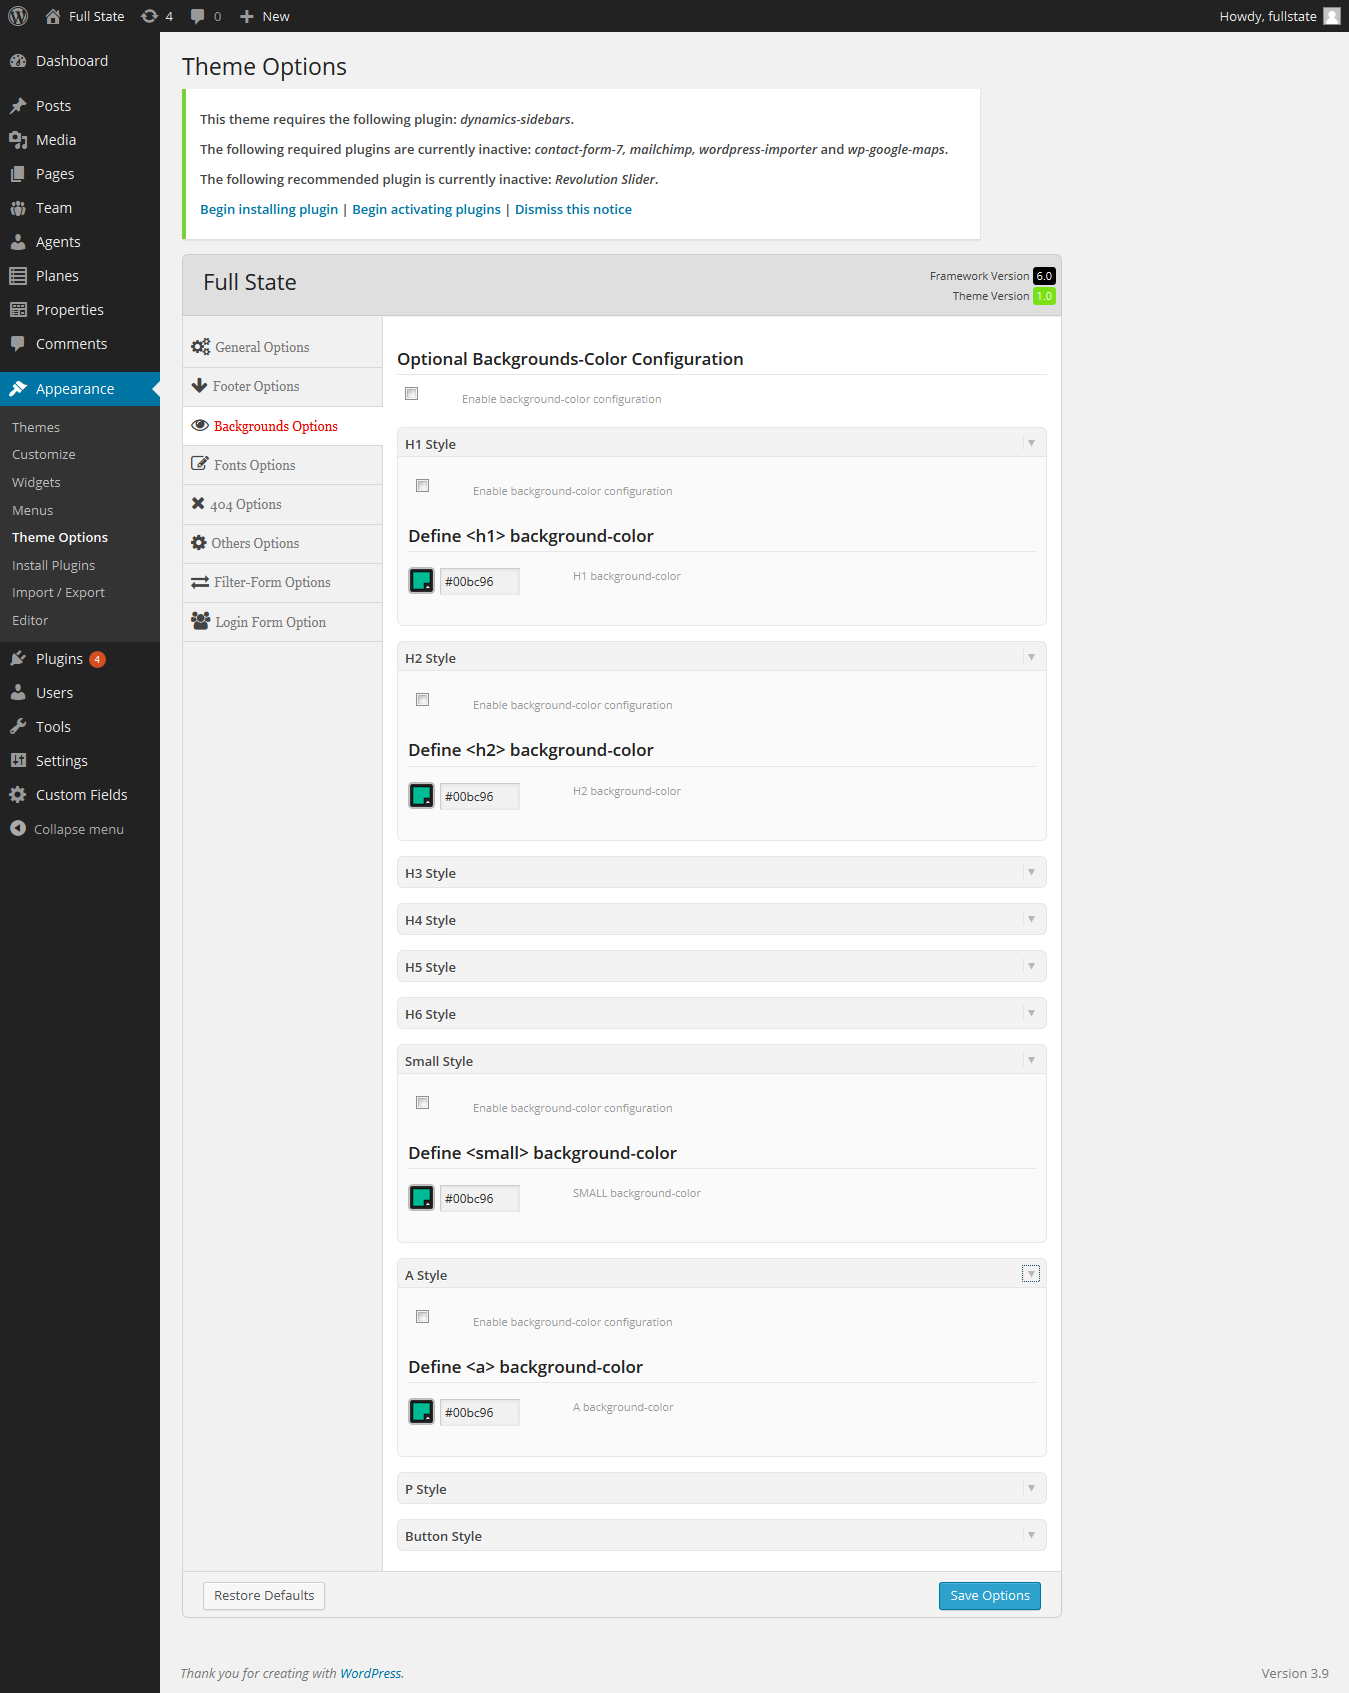 Full State 4 0 New Howdy, fullstate
Dashboard
Posts
Media
Pages
Team
Agents
Planes
Properties
Comments
Appearance
Themes
Customize
Widgets
Menus
Theme Options
Install Plugins
Import / Export
Editor
Plugins 4
Users
Tools
Settings
Custom Fields
Collapse menu
Theme Options
This theme requires the following plugin: dynamics-sidebars.
The following required plugins are currently inactive: contact-form-7, mailchimp, wordpress-importer and wp-google-maps.
The following recommended plugin is currently inactive: Revolution Slider.
Begin installing plugin | Begin activating plugins | Dismiss this notice
Full State
Framework Version 6.0
Theme Version 1.0
General Options
Footer Options
Backgrounds Options
Fonts Options
404 Options
Others Options
Filter-Form Options
Login Form Option
Optional Backgrounds-Color Configuration
Enable background-color configuration
H1 Style
Enable background-color configuration
Define <h1> background-color
#00bc96 H1 background-color
H2 Style
Enable background-color configuration
Define <h2> background-color
#00bc96 H2 background-color
H3 Style
H4 Style
H5 Style
H6 Style
Small Style
Enable background-color configuration
Define <small> background-color
#00bc96 SMALL background-color
A Style
Enable background-color configuration
Define <a> background-color
#00bc96 A background-color
P Style
Button Style
Restore Defaults Save Options
Thank you for creating with WordPress. Version 3.9